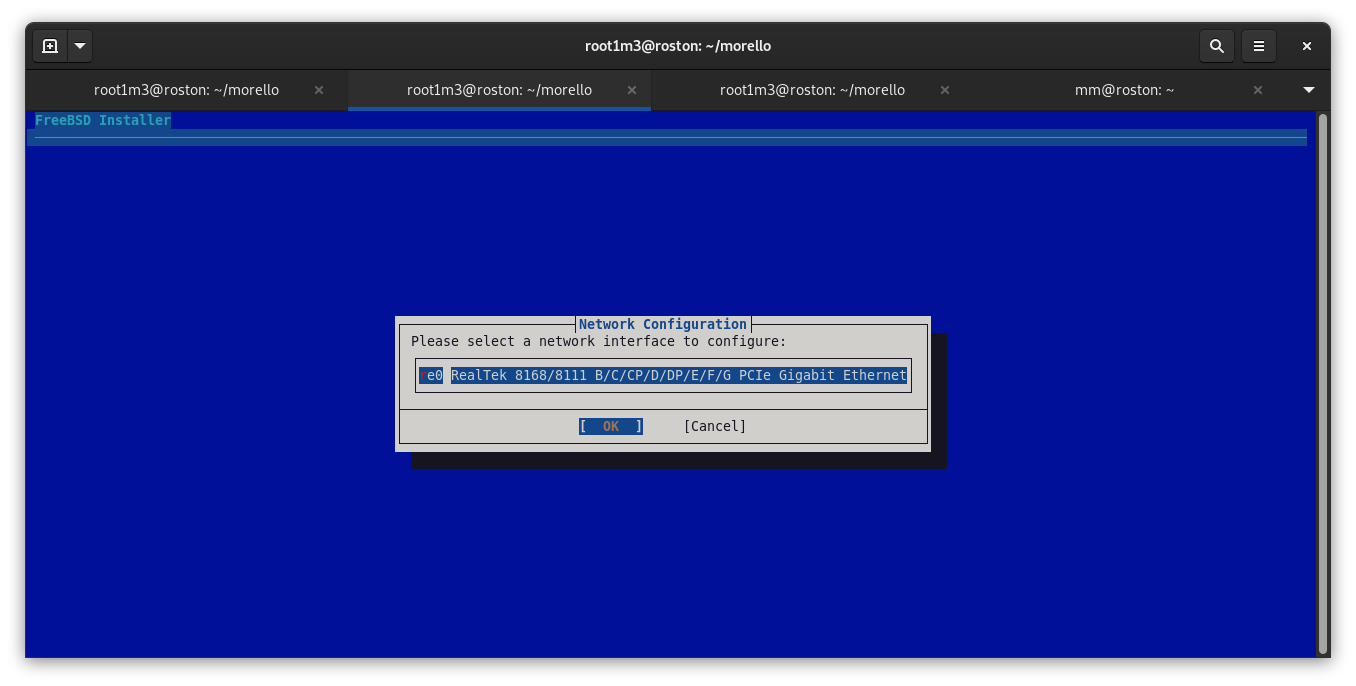 root1m3@roston: ~/morello
root1m3@roston: ~/morello root1m3@roston: ~/morello root1m3@roston: ~/morello mm@roston: ~
FreeBSD Installer
Network Configuration
Please select a network interface to configure:
re0 RealTek 8168/8111 B/C/CP/D/DP/E/F/G PCIe Gigabit Ethernet
[ OK ] [Cancel]